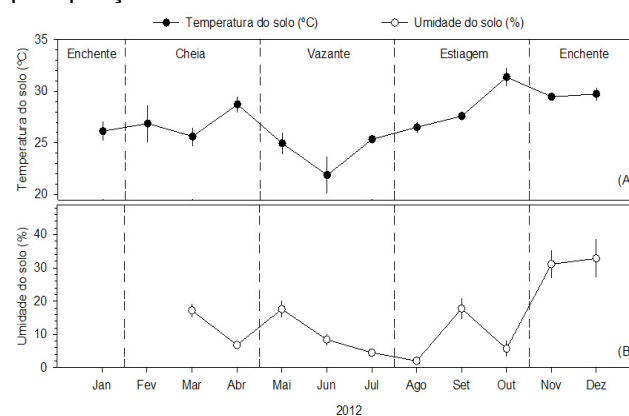 Temperatura do solo (ºC) Umidade do solo (%)
Enchente Cheia Vazante Estiagem Enchente
Temperatura do solo (ºC)
35
30
25
20
(A
Umidade do solo (%)
40
30
20
10
0
(B
Jan Fev Mar Abr Mai Jun Jul Ago Set Out Nov Dez
2012